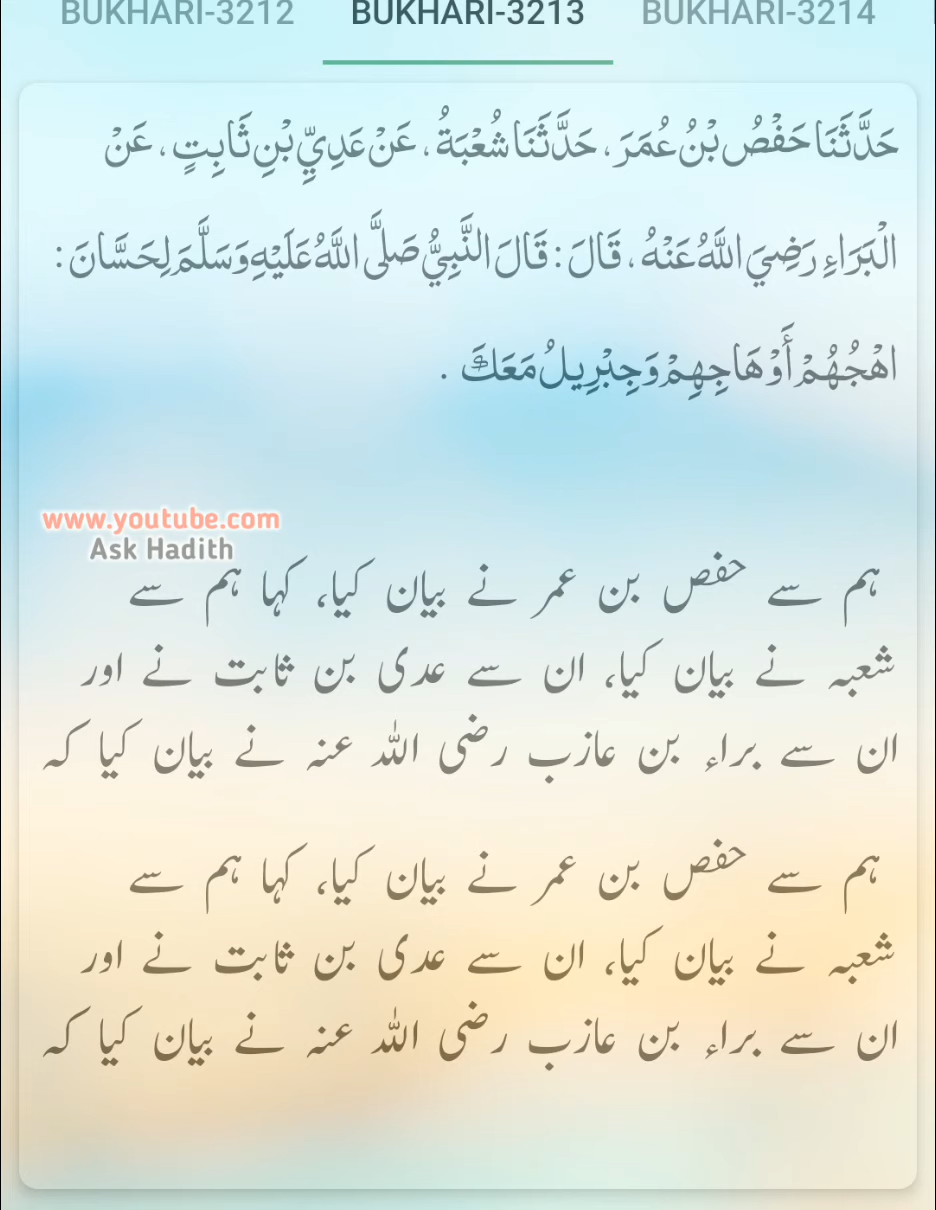 BUKHARI-3212 BUKHARI-3213 BUKHARI-3214
حَدَّثَنَا حَفْصُ بْنُ عُمَرَ ، حَدَّثَنَا شُعْبَةُ ، عَنْ عَدِيِّ بْنِ ثَابِتٍ ، عَنْ
الْبَرَاءِ رَضِيَ اللَّهُ عَنْهُ ، قَالَ : قَالَ النَّبِيُّ صَلَّى اللَّهُ عَلَيْهِ وَسَلَّمَ لِحَسَّانَ :
اهْجُهُمْ أَوْ هَاجِهِمْ وَجِبْرِيلُ مَعَكَ .
www.youtube.com
Ask Hadith
ہم سے حفص بن عمر نے بیان کیا، کہا ہم سے
شعبہ نے بیان کیا، ان سے عدی بن ثابت نے اور
ان سے براء بن عازب رضی اللہ عنہ نے بیان کیا کہ
ہم سے حفص بن عمر نے بیان کیا، کہا ہم سے
شعبہ نے بیان کیا، ان سے عدی بن ثابت نے اور
ان سے براء بن عازب رضی اللہ عنہ نے بیان کیا کہ